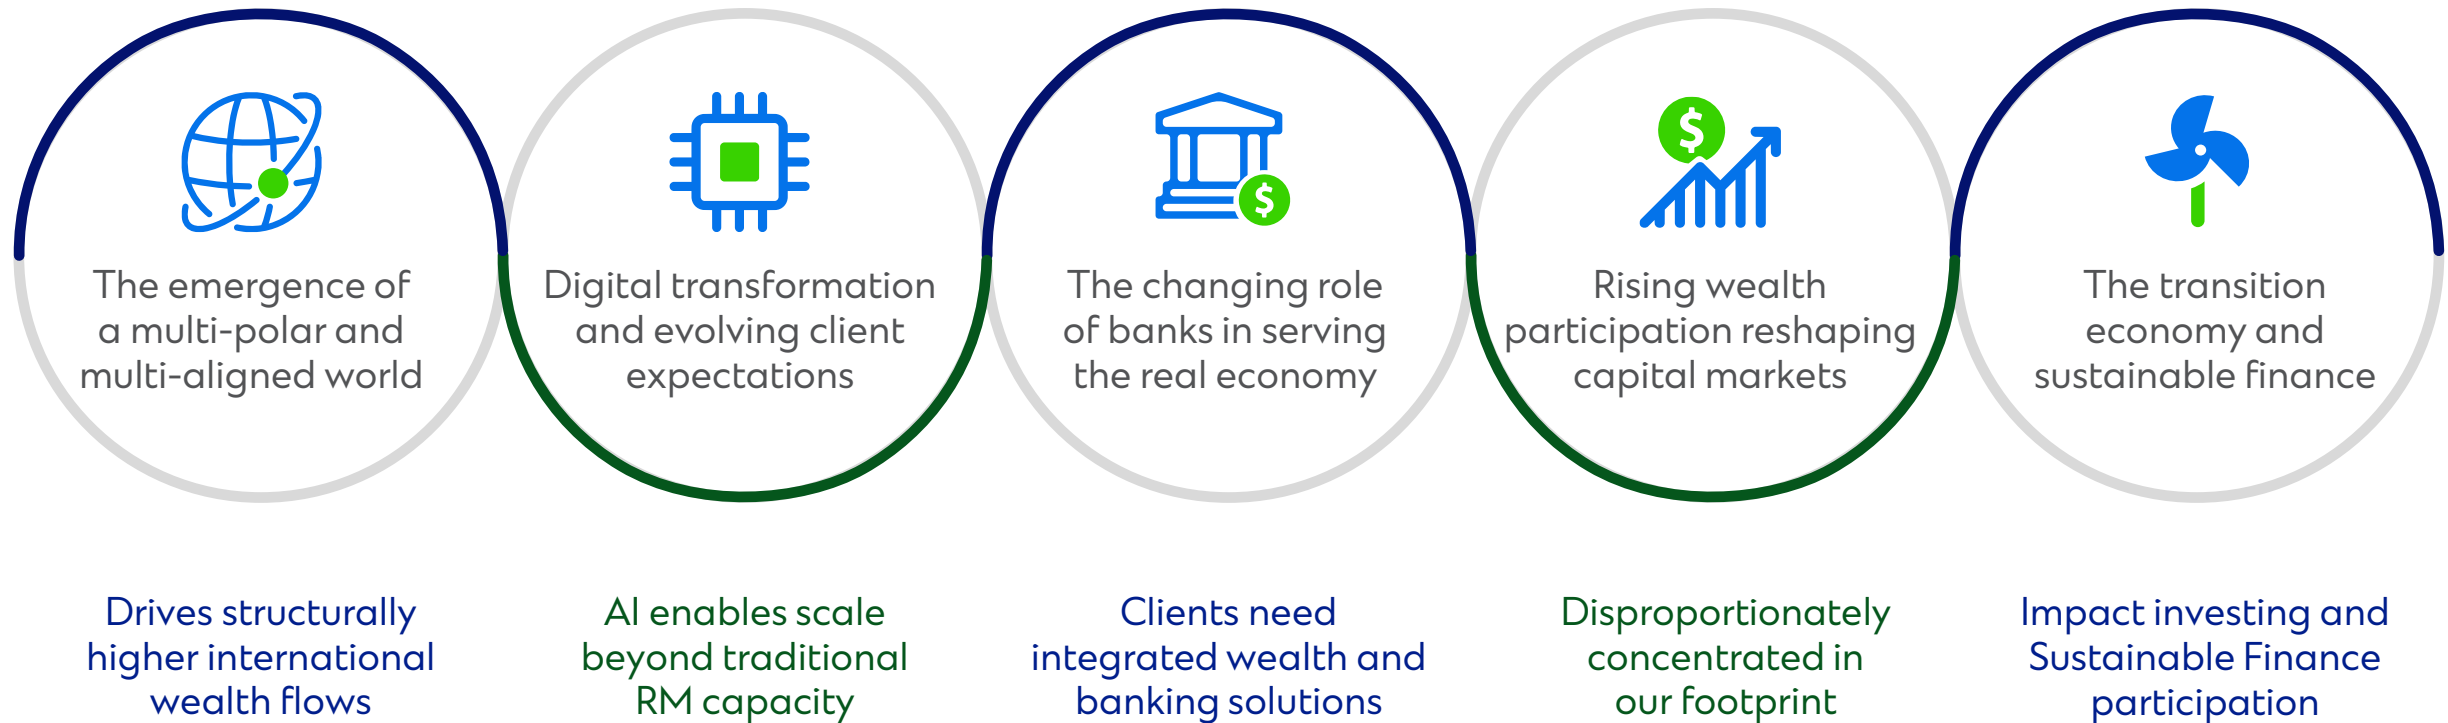 The emergence of
a multi-polar and
multi-aligned world
Digital transformation
and evolving client
expectations
$
The changing role
of banks in serving
the real economy
$
Rising wealth
participation reshaping
capital markets
The transition
economy and
sustainable finance
Drives structurally
higher international
wealth flows
AI enables scale
beyond traditional
RM capacity
Clients need
integrated wealth and
banking solutions
Disproportionately
concentrated in
our footprint
Impact investing and
Sustainable Finance
participation